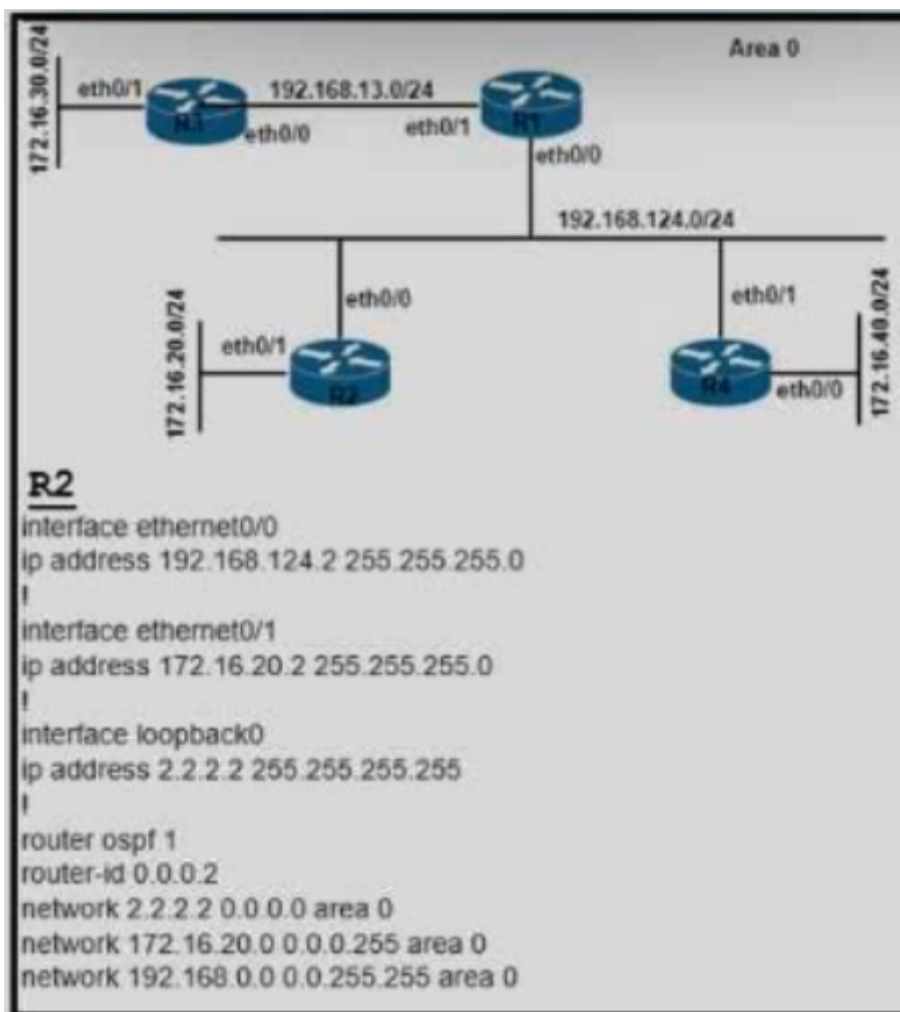 172.16.30.0/24
Area 0
eth0/1
192.168.13.0/24
R3
eth0/0
eth0/1
R1
eth0/0
192.168.124.0/24
172.16.20.0/24
eth0/0
eth0/1
172.16.40.0/24
eth0/1
R2
R4
eth0/0
R2
interface ethernet0/0
ip address 192.168.124.2 255.255.255.0
!
interface ethernet0/1
ip address 172.16.20.2 255.255.255.0
!
interface loopback0
ip address 2.2.2.2 255.255.255.255
!
router ospf 1
router-id 0.0.0.2
network 2.2.2.2 0.0.0.0 area 0
network 172.16.20.0 0.0.0.255 area 0
network 192.168.0.0 0.0.255.255 area 0